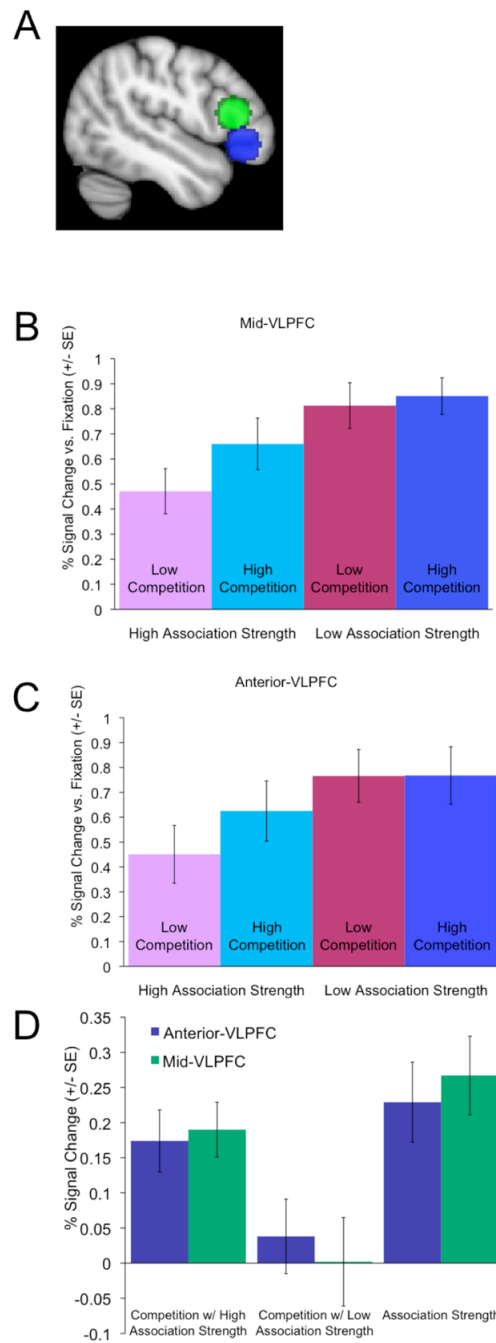 A
B
Mid-VLPFC
% Signal Change vs. Fixation (+/- SE)
1
0.9
0.8
0.7
0.6
0.5
0.4
0.3
0.2
0.1
0
Low
Competition
High
Competition
Low
Competition
High
Competition
High Association Strength
Low Association Strength
C
Anterior-VLPFC
% Signal Change vs. Fixation (+/- SE)
1
0.9
0.8
0.7
0.6
0.5
0.4
0.3
0.2
0.1
0
Low
Competition
High
Competition
Low
Competition
High
Competition
High Association Strength
Low Association Strength
D
% Signal Change (+/- SE)
0.35
0.3
0.25
0.2
0.15
0.1
0.05
0
-0.05
-0.1
Anterior-VLPFC
Mid-VLPFC
Competition w/ High
Association Strength
Competition w/ Low
Association Strength
Association Strength